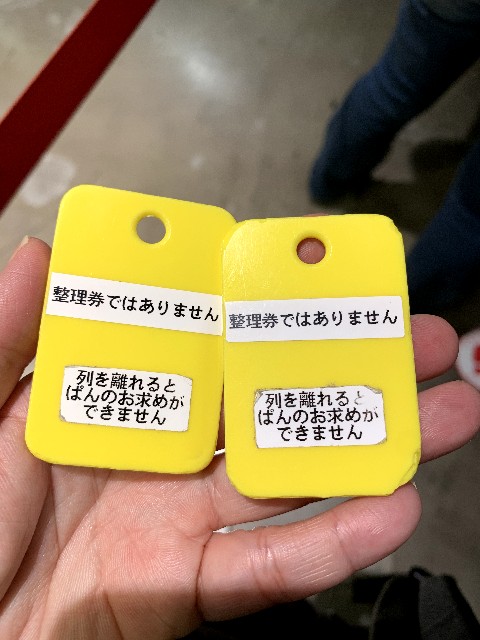 整理券ではありません
列を離れると
ぱんのお求めが
できません
整理券ではありません
列を離れると
ぱんのお求めが
できません